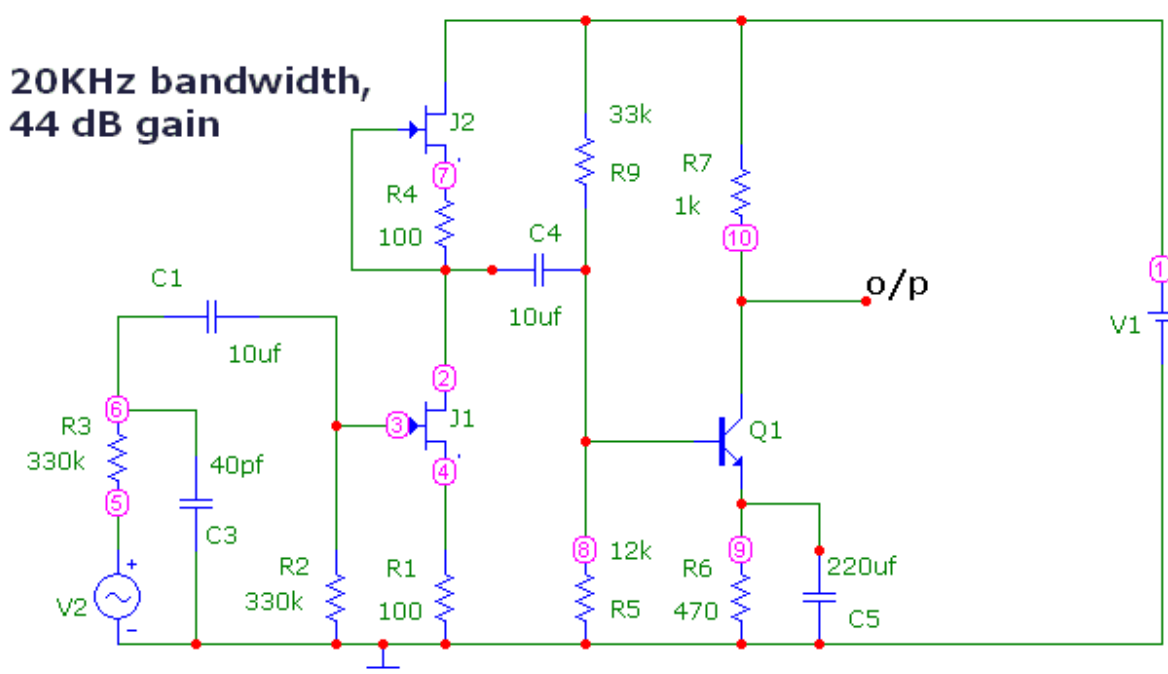 20KHz bandwidth,
44 dB gain
J2
33k
R9
R7
1k
7
R4
100
10
C4
10uf
o/p
1
V1
C1
10uf
2
J1
3
4
Q1
6
R3
330k
5
40pf
C3
V2
R2
330k
R1
100
8
12k
R5
9
R6
470
220uf
C5
+
-